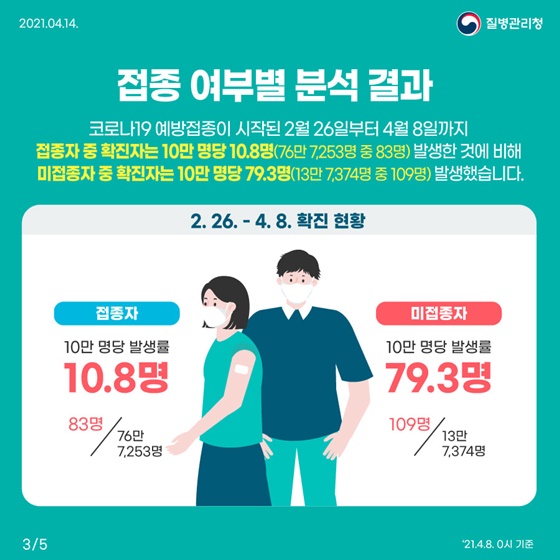 2021.04.14.
질병관리청
접종 여부별 분석 결과
코로나19 예방접종이 시작된 2월 26일부터 4월 8일까지
접종자 중 확진자는 10만 명당 10.8명(76만 7,253명 중 83명) 발생한 것에 비해
미접종자 중 확진자는 10만 명당 79.3명(13만 7,374명 중 109명) 발생했습니다.
2. 26. - 4. 8. 확진 현황
접종자
10만 명당 발생률
10.8명
83명
76만
7,253명
미접종자
10만 명당 발생률
79.3명
109명
13만
7,374명
3/5
'21.4.8. 0시 기준